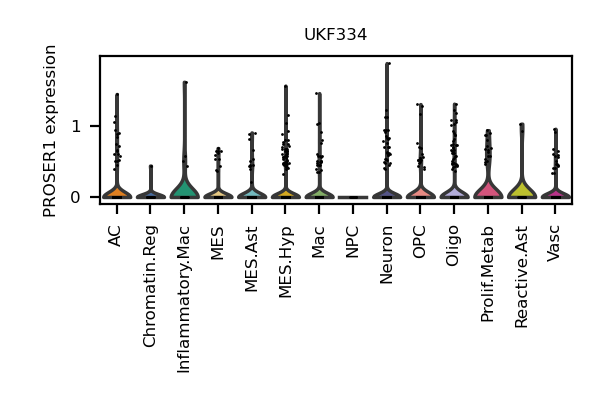 UKF334
PROSER1 expression
1
0
AC
Chromatin.Reg
Inflammatory.Mac
MES
MES.Ast
MES.Hyp
Mac
NPC
Neuron
OPC
Oligo
Prolif.Metab
Reactive.Ast
Vasc